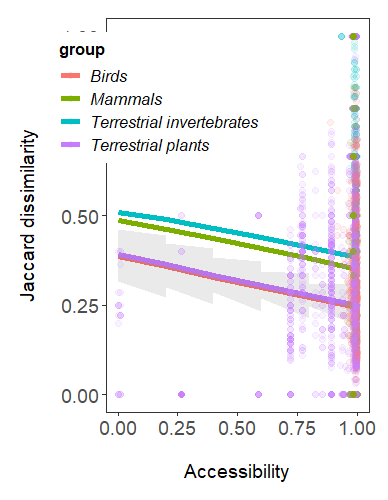 group
Birds
Mammals
Terrestrial invertebrates
Terrestrial plants
Jaccard dissimilarity
0.50
0.25
0.00
0.00 0.25 0.50 0.75 1.00
Accessibility